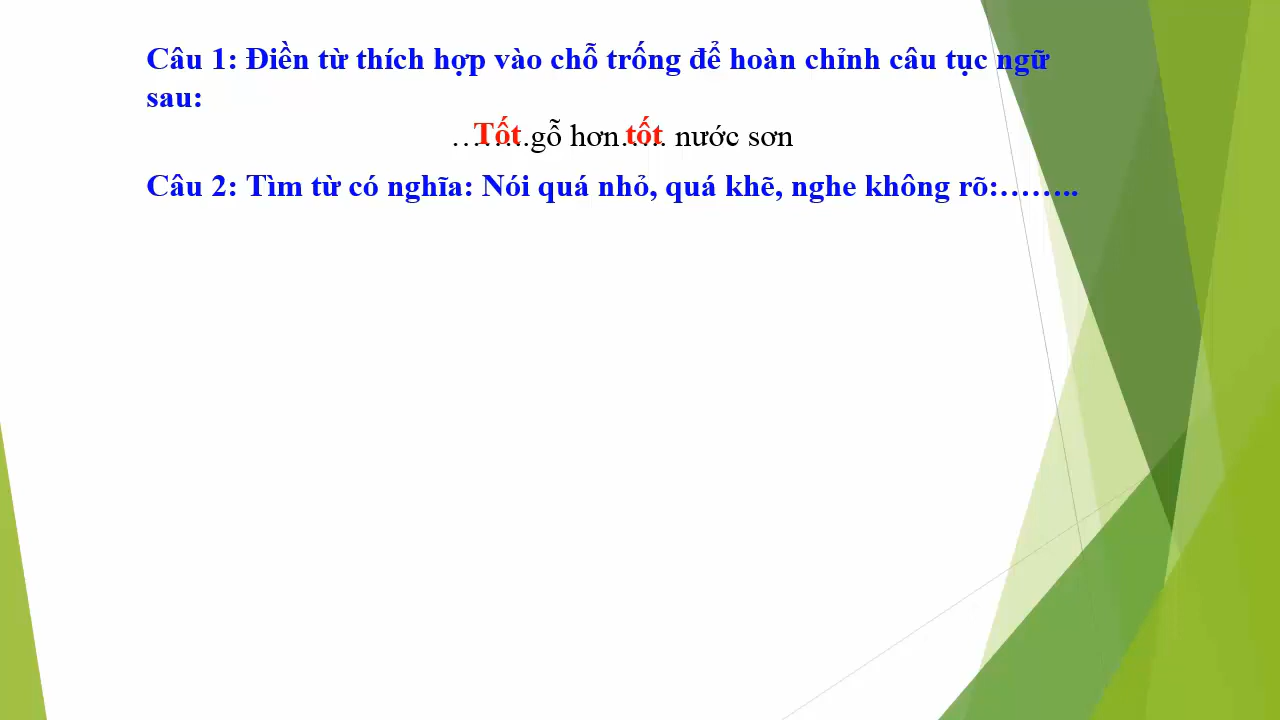 Câu 1: Điền từ thích hợp vào chỗ trống để hoàn chỉnh câu tục ngữ
sau:
……..Tốt gỗ hơn…..tốt nước sơn
Câu 2: Tìm từ có nghĩa: Nói quá nhỏ, quá khẽ, nghe không rõ:……..